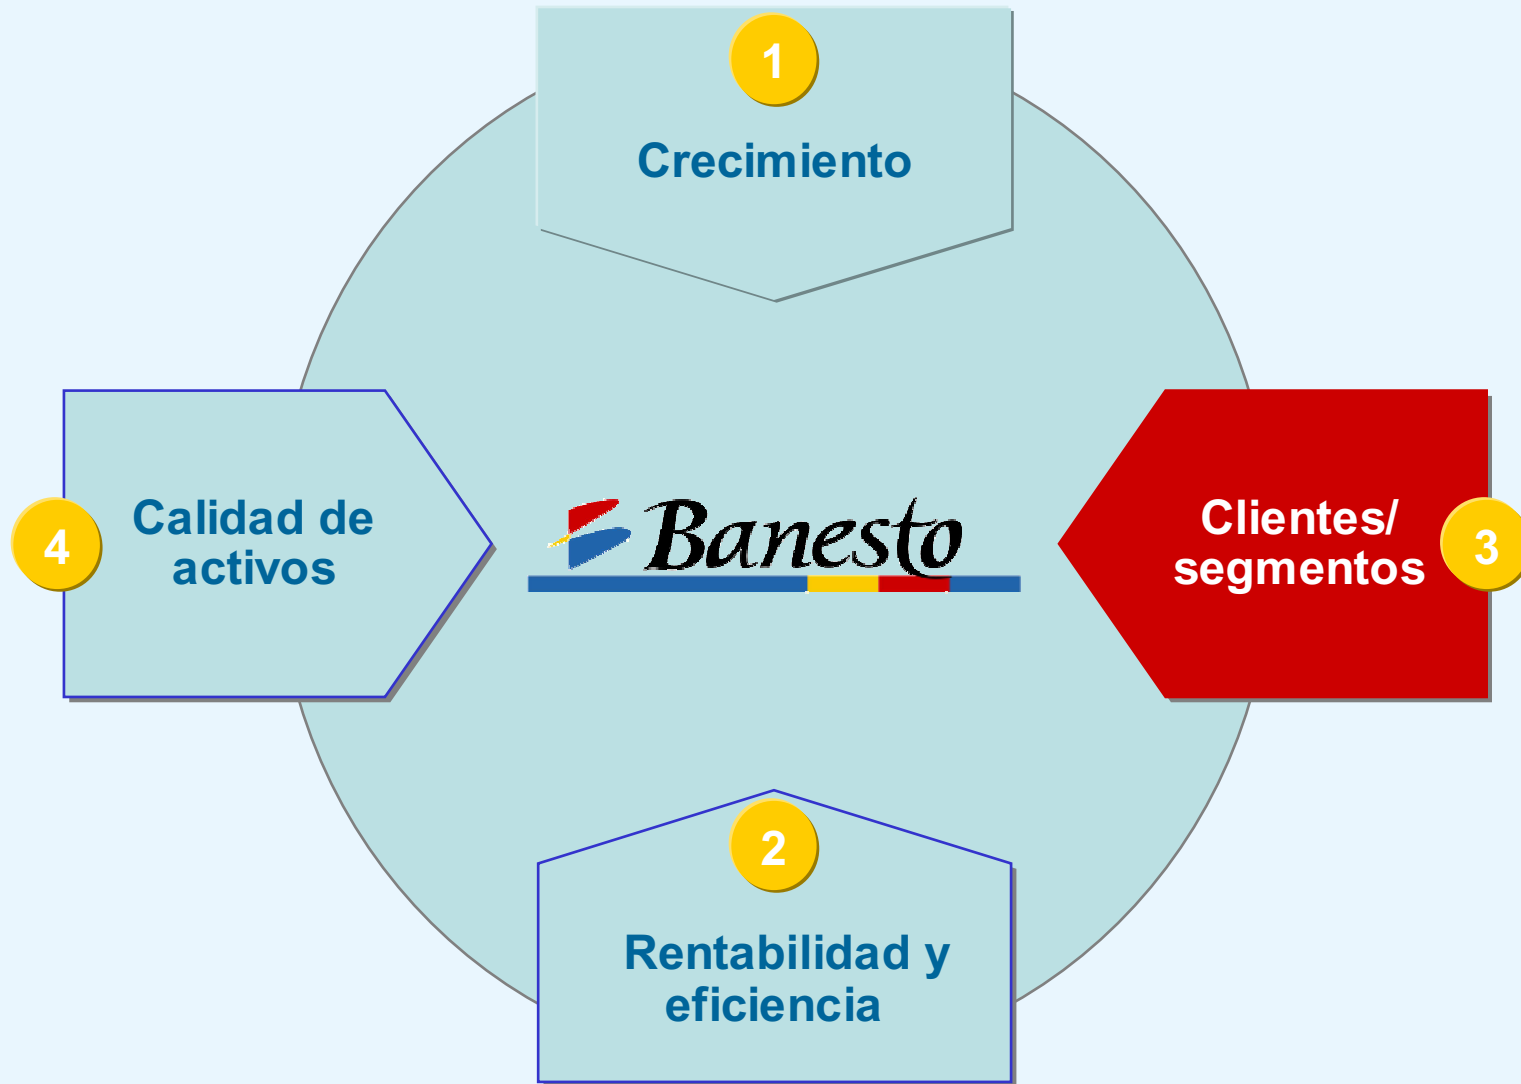 1
Crecimiento
4
Calidad de
activos
Banesto
Clientes/
segmentos
3
2
Rentabilidad y
eficiencia